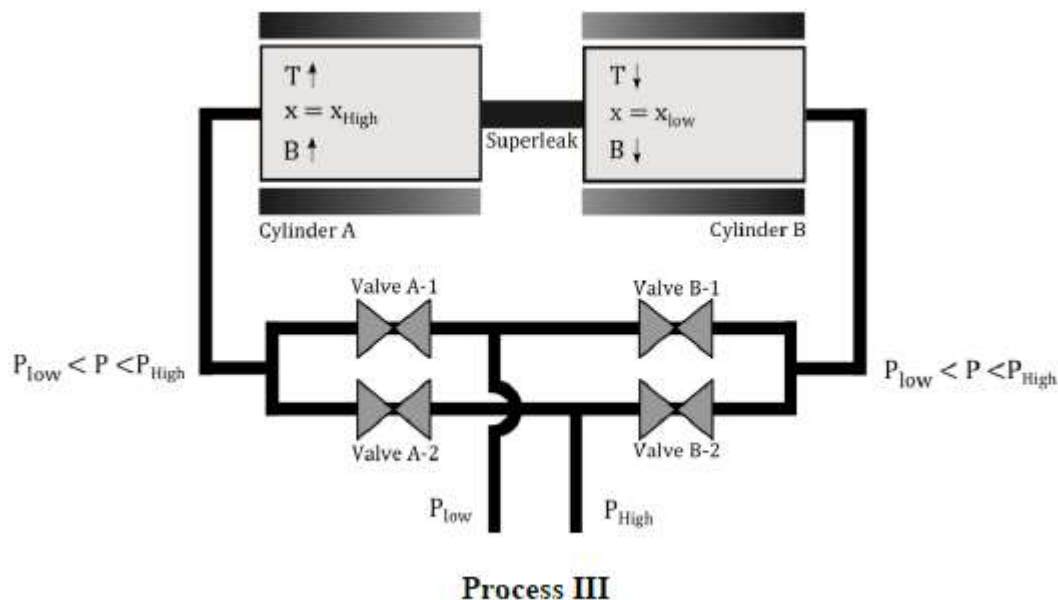 T ↑
x = x_High
B ↑
Superleak
T ↓
x = x_low
B ↓
Cylinder A
Cylinder B
Valve A-1
Valve B-1
P_low < P <P_High
P_low < P <P_High
Valve A-2
Valve B-2
P_low
P_High
Process III